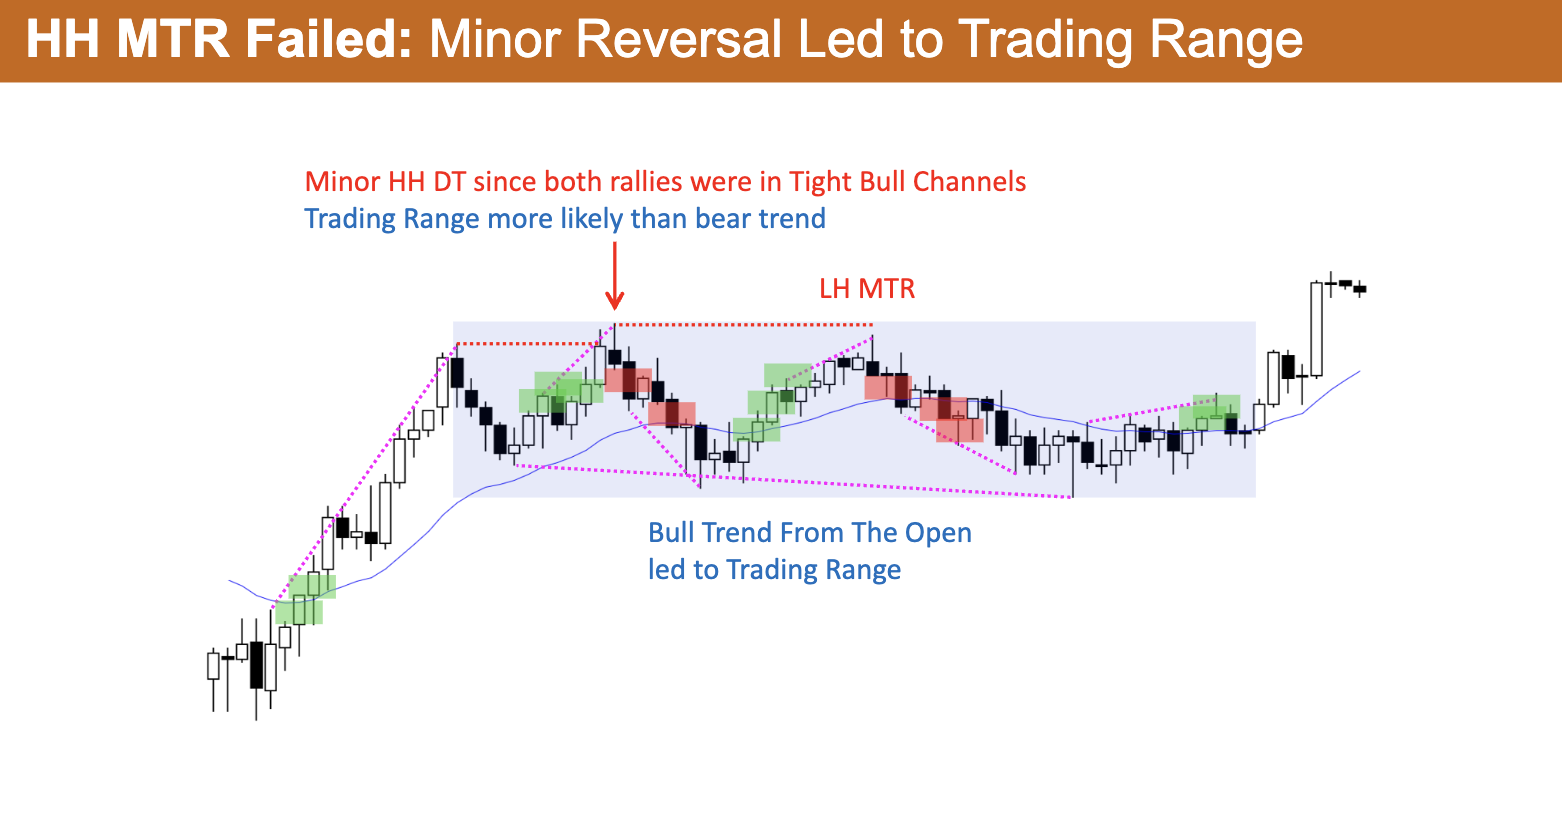 HH MTR Failed: Minor Reversal Led to Trading Range
Minor HH DT since both rallies were in Tight Bull Channels
Trading Range more likely than bear trend
LH MTR
Bull Trend From The Open
led to Trading Range